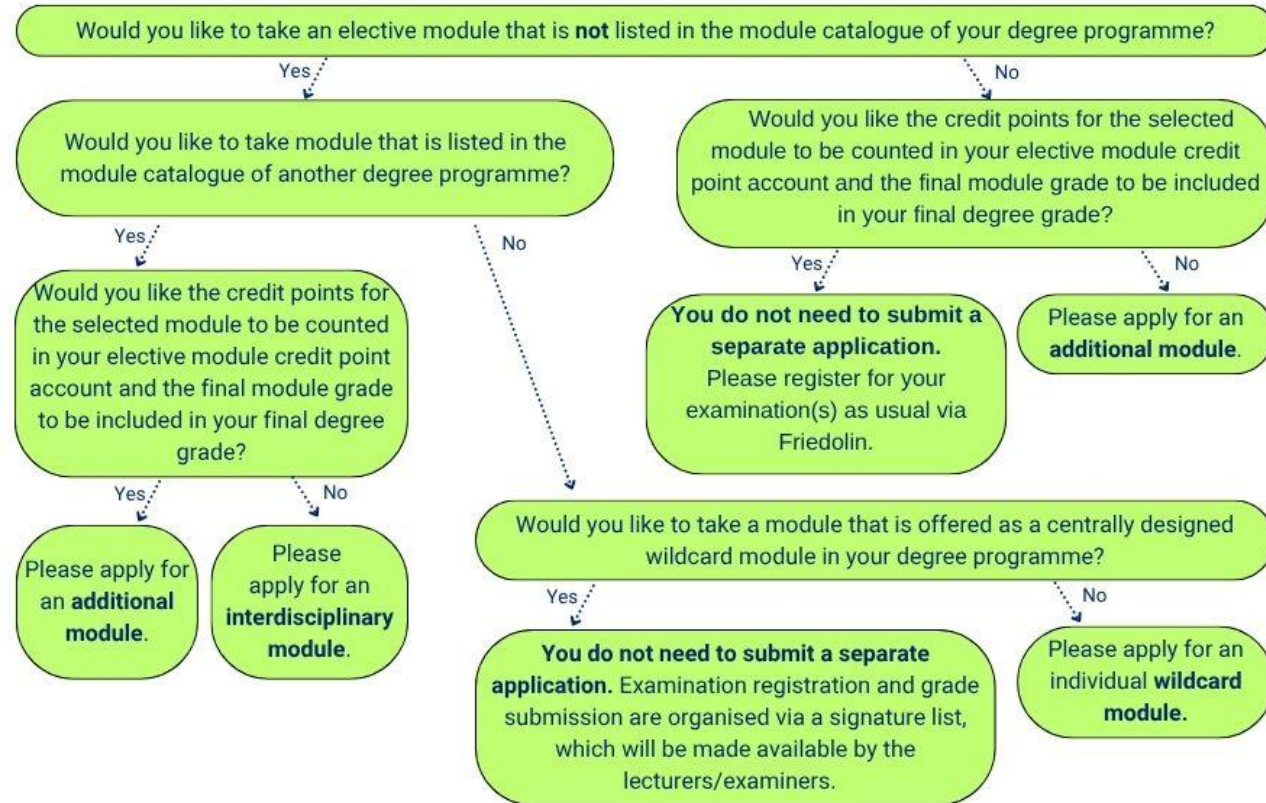 Would you like to take an elective module that is not listed in the module catalogue of your degree programme?
Yes
No
Would you like to take module that is listed in the
module catalogue of another degree programme?
Would you like the credit points for the selected
module to be counted in your elective module credit
point account and the final module grade to be included
in your final degree grade?
Yes
No
Yes
No
Would you like the credit points for
the selected module to be counted
in your elective module credit point
account and the final module grade
to be included in your final degree
grade?
You do not need to submit a
separate application.
Please register for your
examination(s) as usual via
Friedolin.
Please apply for an
additional module.
Yes
No
Please apply for
an additional
module.
Please
apply for an
interdisciplinary
module.
Would you like to take a module that is offered as a centrally designed
wildcard module in your degree programme?
Yes
No
You do not need to submit a separate
application. Examination registration and grade
submission are organised via a signature list,
which will be made available by the
lecturers/examiners.
Please apply for an
individual wildcard
module.